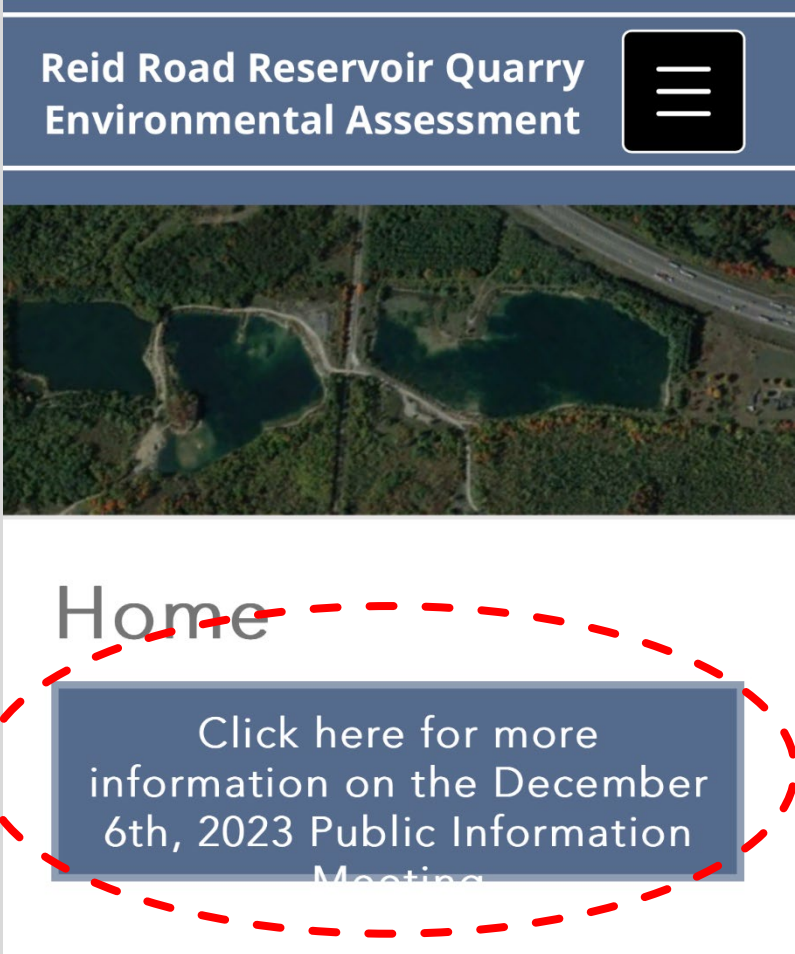 Reid Road Reservoir Quarry
Environmental Assessment
Home
Click here for more
information on the December
6th, 2023 Public Information
Meeting